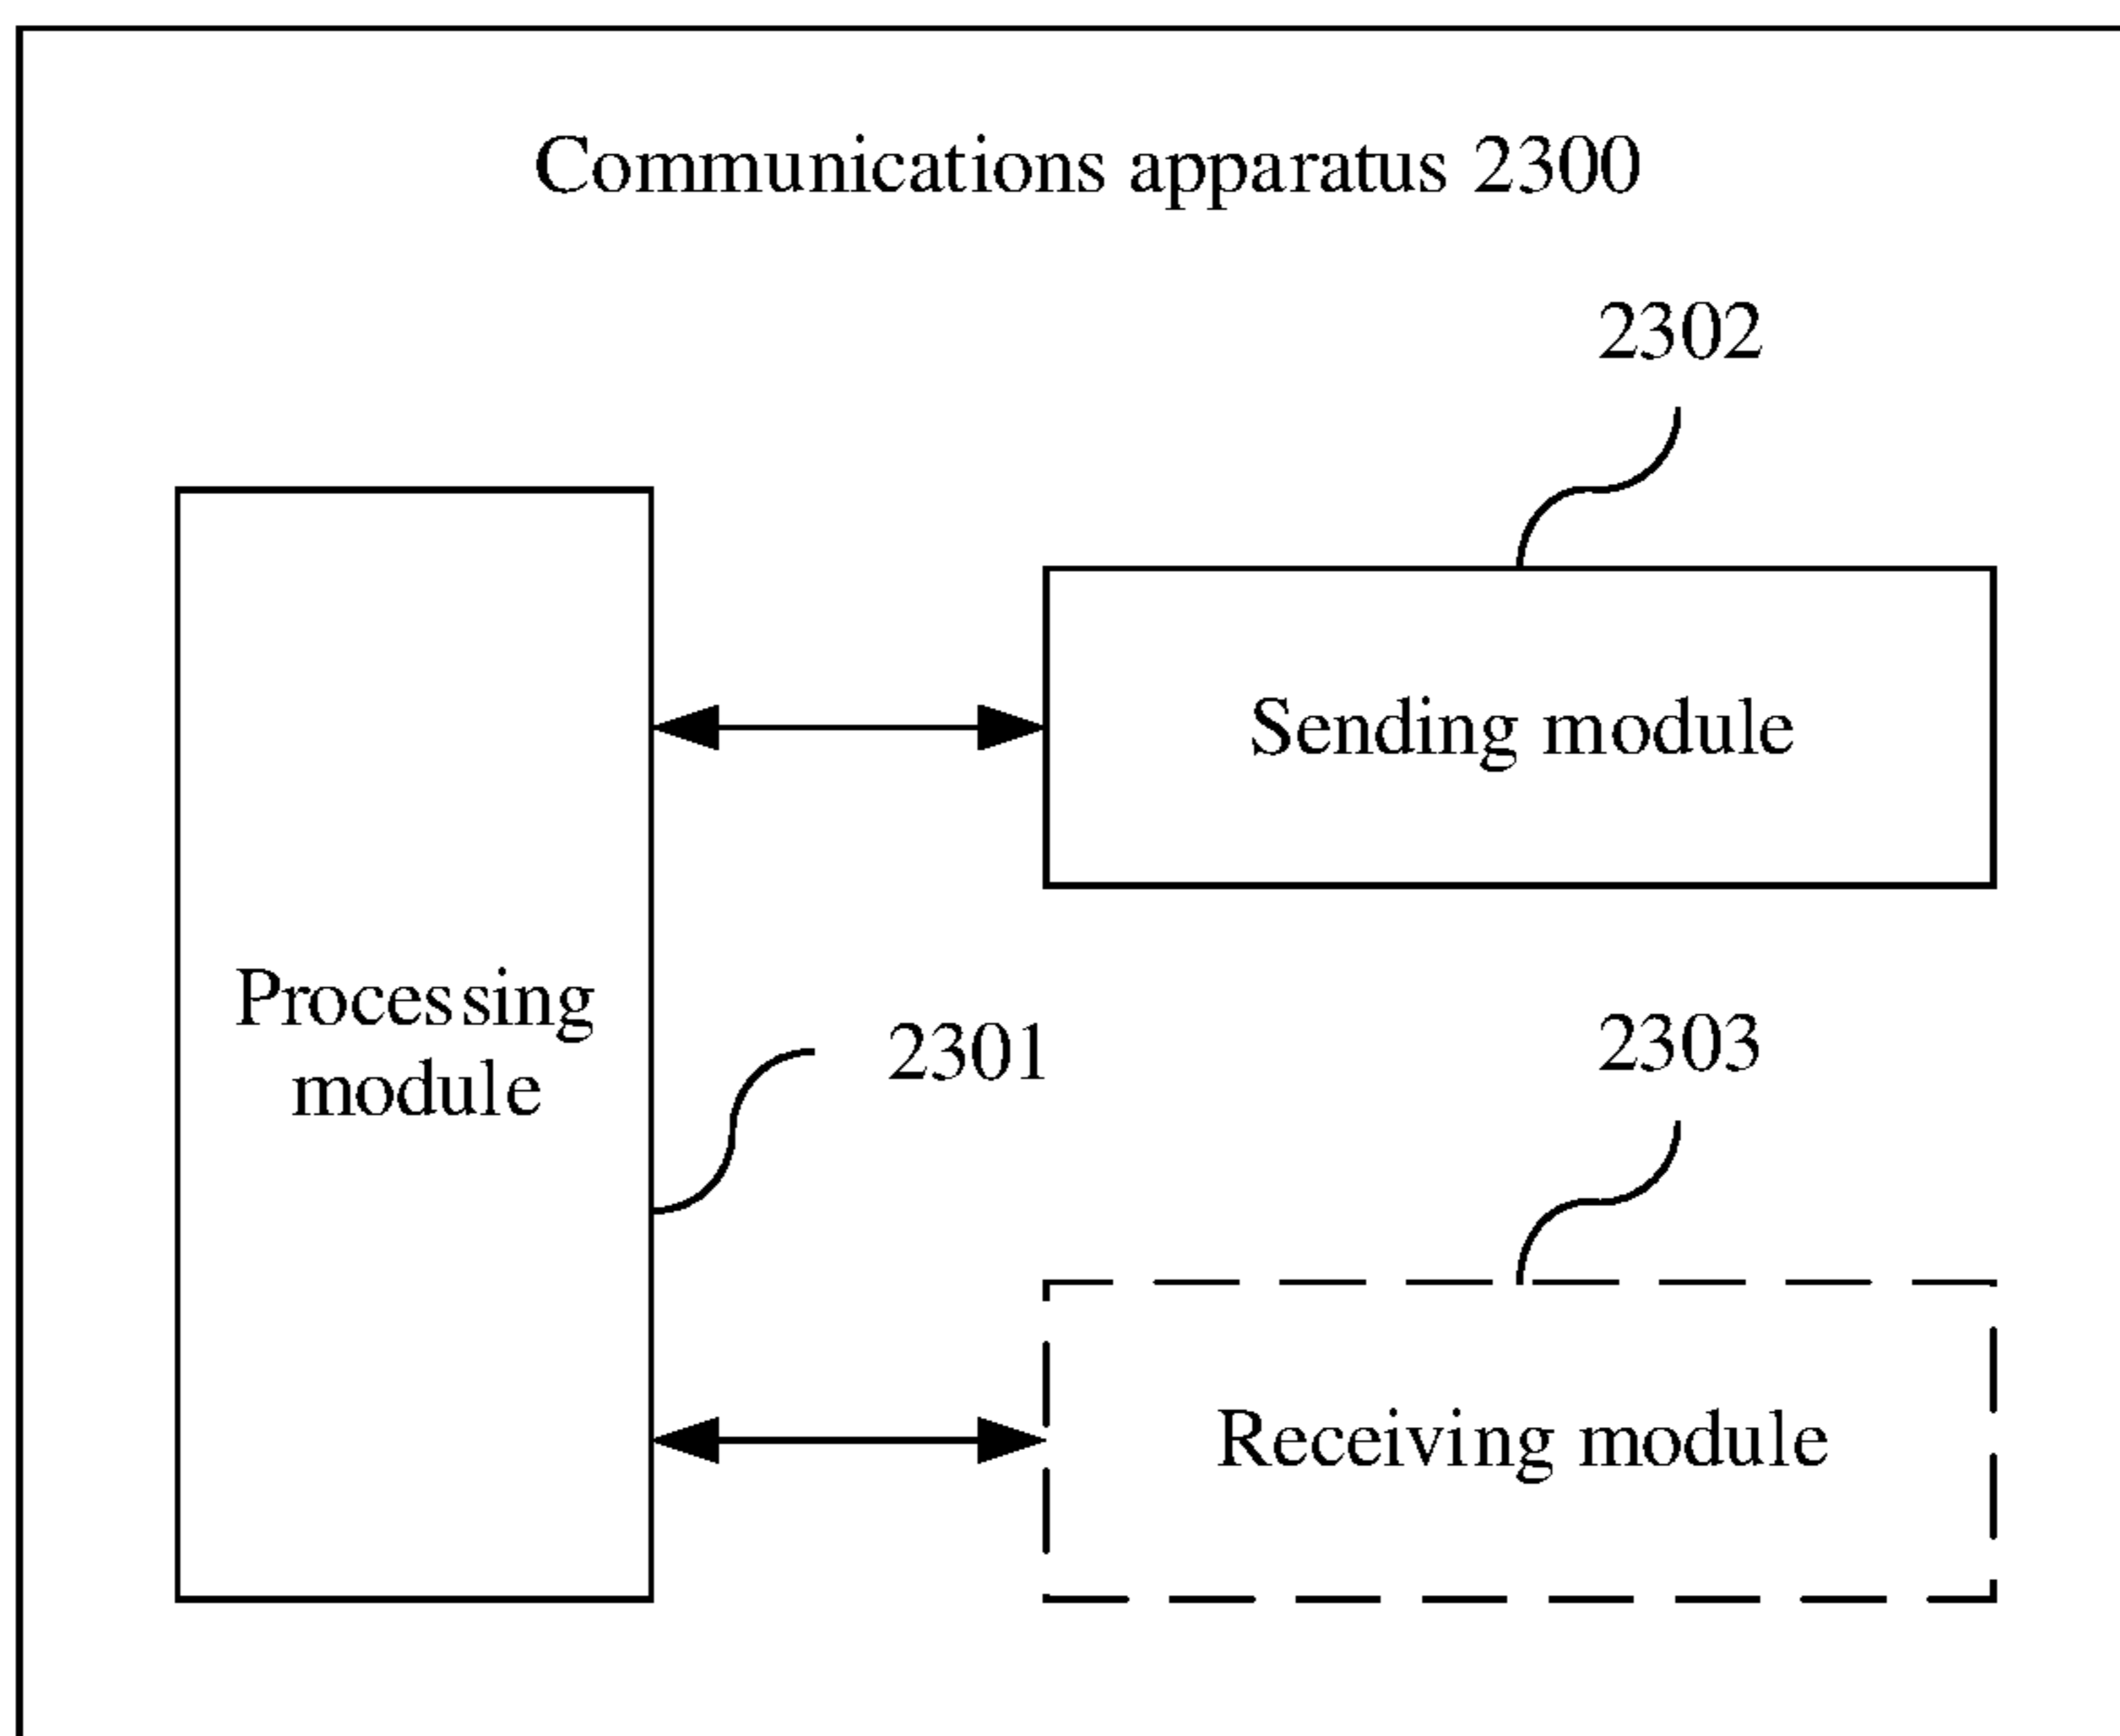 Communications apparatus 2300
2302
Sending module
Processing
module
2301
2303
Receiving module